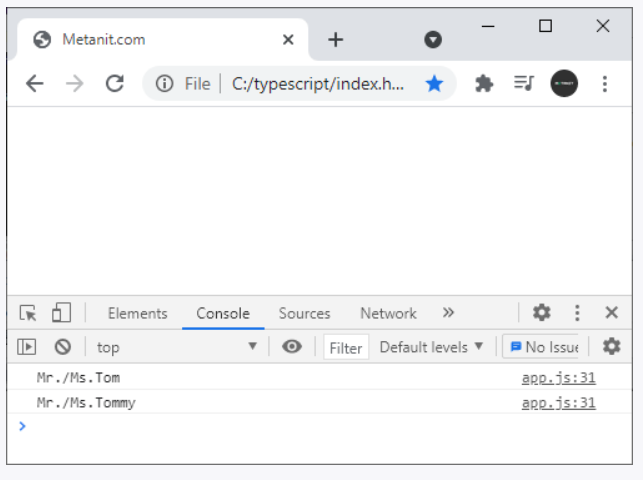 Metanit.com
File | C:/typescript/index.h...
Elements Console Sources Network »
top Filter Default levels No Issue
Mr./Ms.Tom app.js:31
Mr./Ms.Tommy app.js:31
>